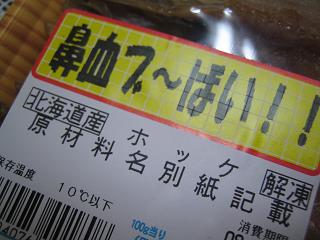 鼻血ブ〜ぽい!!
北海道産 ホッケ 解凍
原材料名別紙記載
保存温度
10℃以下
100g当り
消費期限